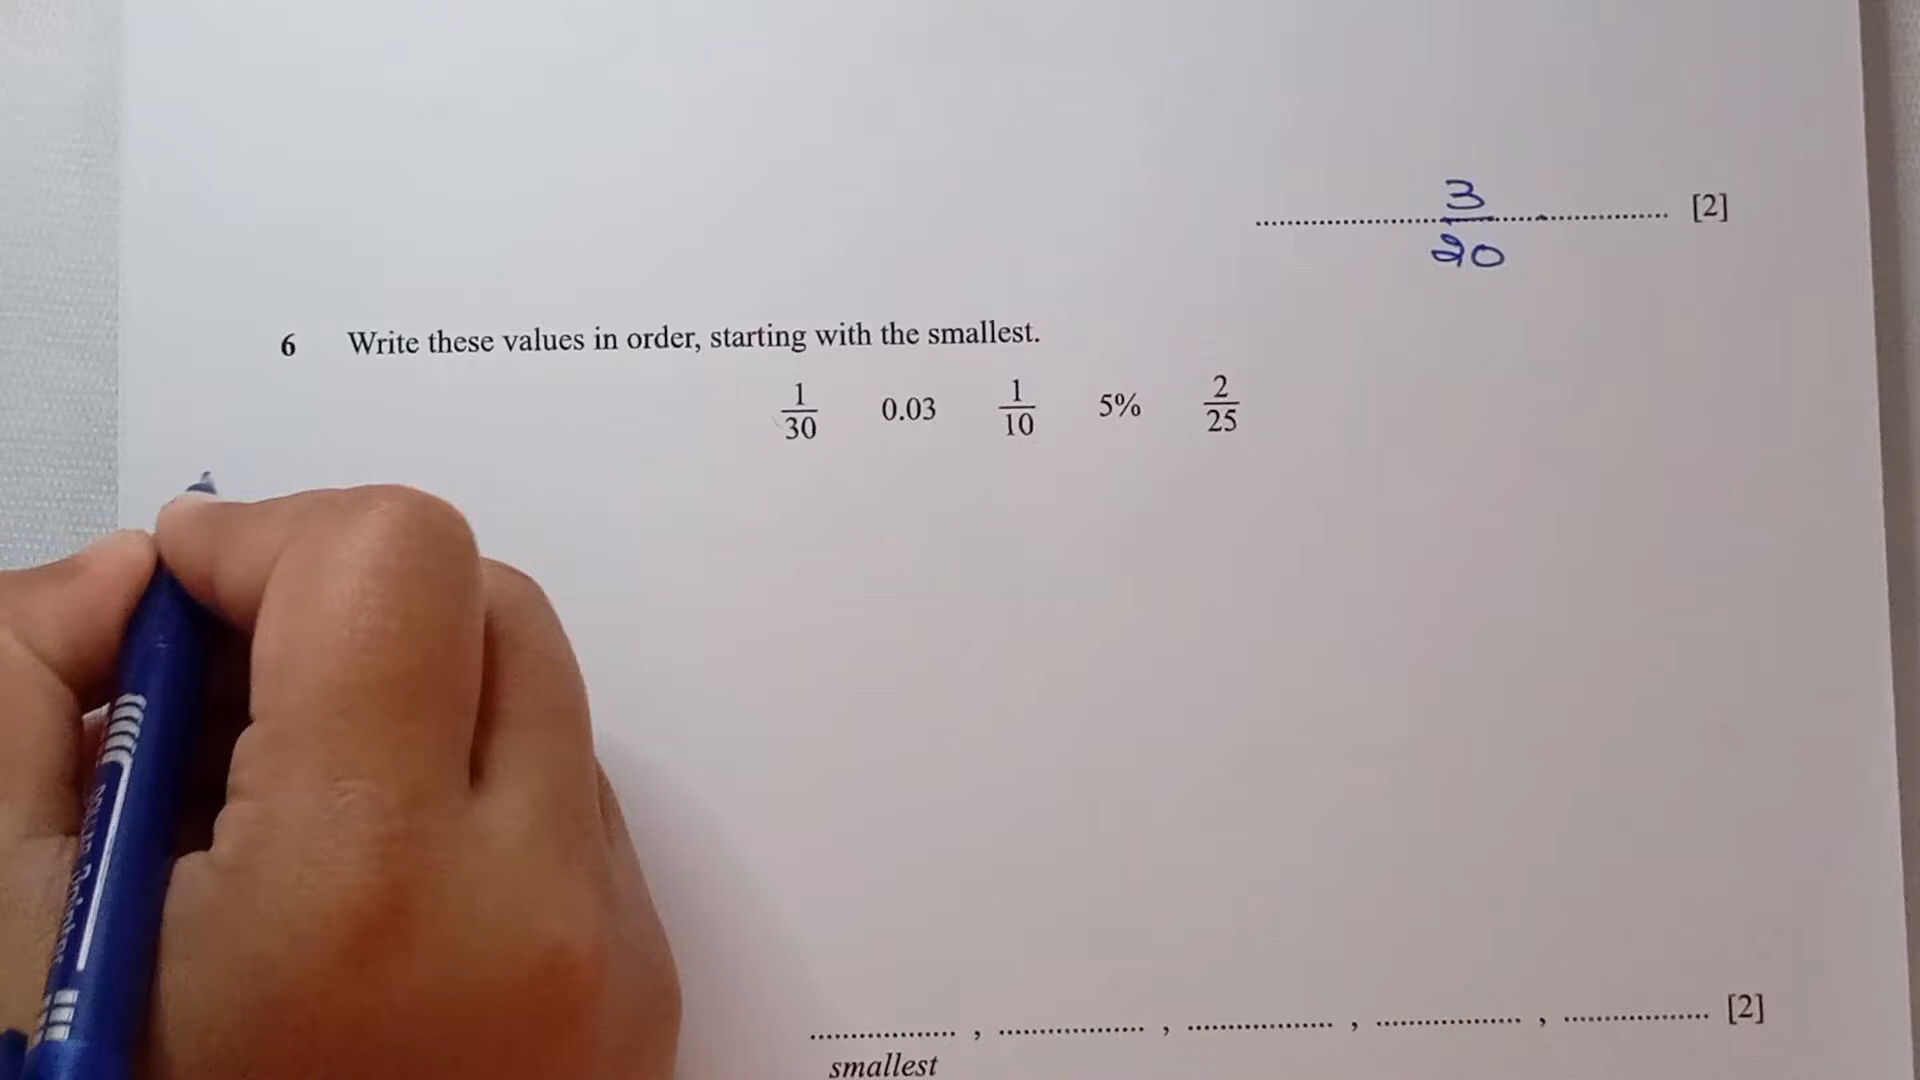 3/20 [2]
6 Write these values in order, starting with the smallest.
1/30 0.03 1/10 5% 2/25
.................. , .................. , .................. , .................. , .................. [2]
smallest